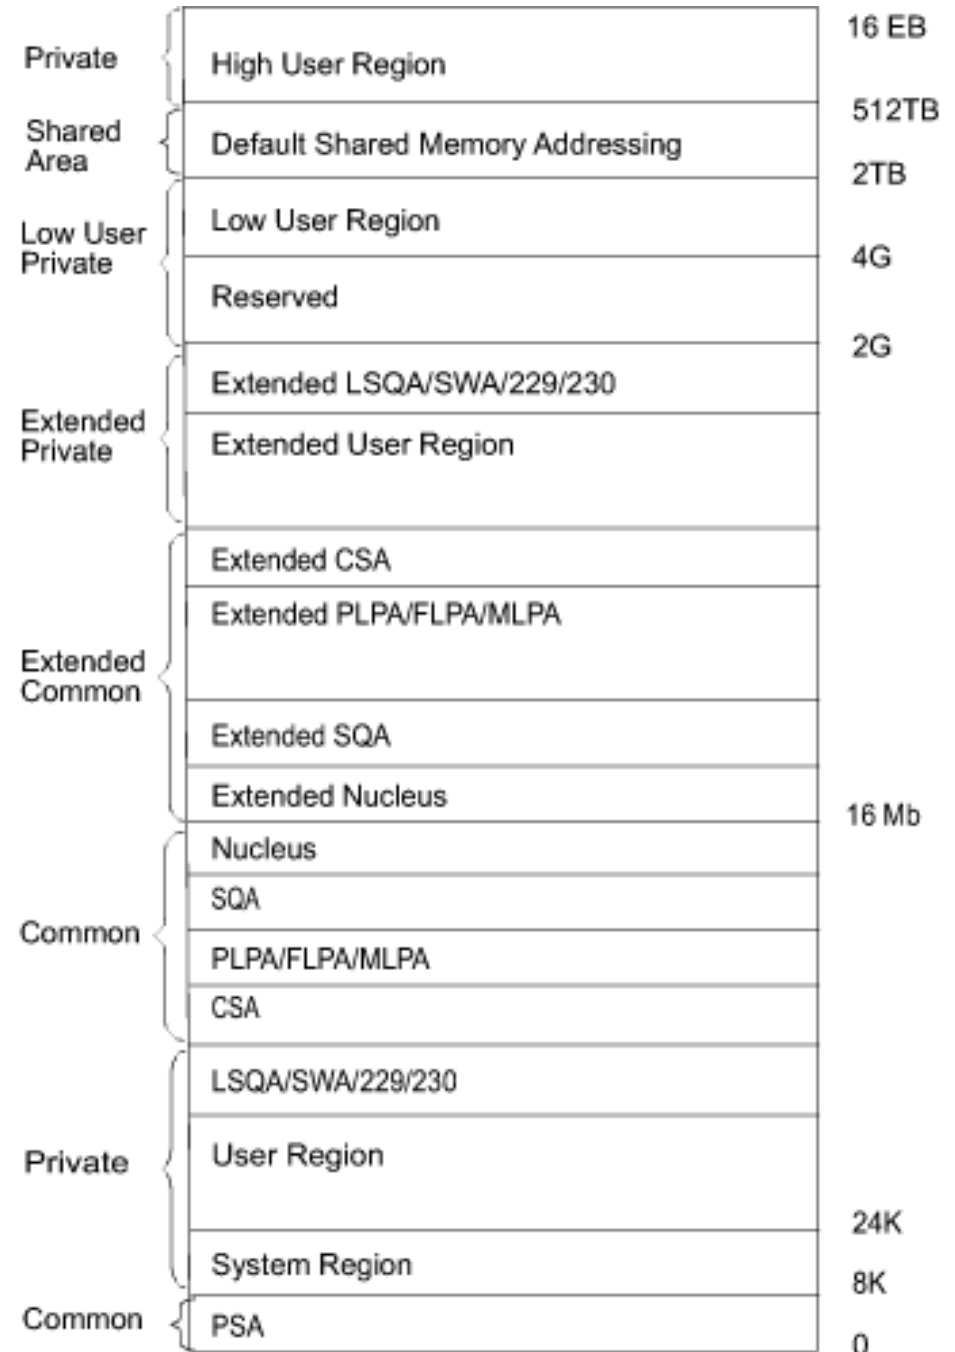 16 EB
Private
High User Region
512TB
Shared
Area
Default Shared Memory Addressing
2TB
Low User
Private
Low User Region
4G
Reserved
2G
Extended LSQA/SWA/229/230
Extended
Private
Extended User Region
Extended CSA
Extended PLPA/FLPA/MLPA
Extended
Common
Extended SQA
Extended Nucleus
16 Mb
Nucleus
SQA
Common
PLPA/FLPA/MLPA
CSA
LSQA/SWA/229/230
Private
User Region
24K
System Region
8K
Common
PSA
0